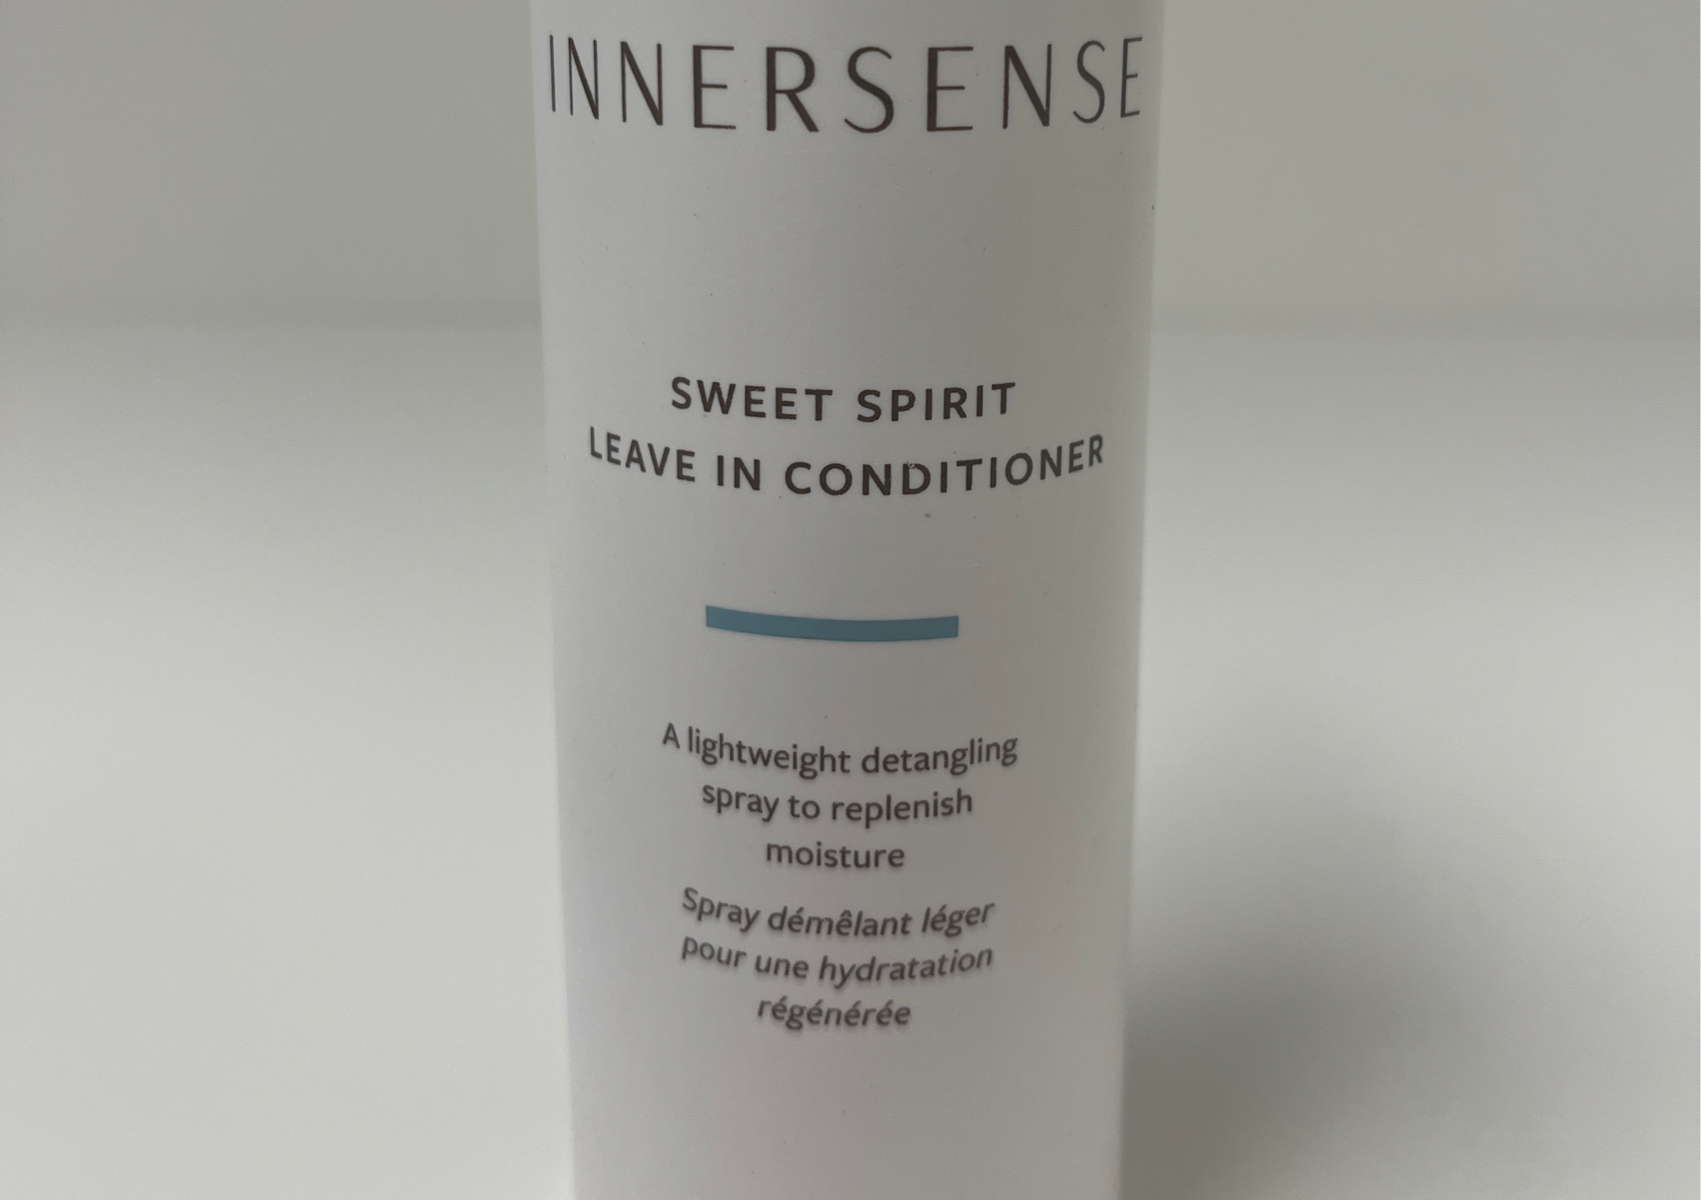 INNERSENSE
SWEET SPIRIT
LEAVE IN CONDITIONER
A lightweight detangling
spray to replenish
moisture
Spray démêlant léger
pour une hydratation
régénérée